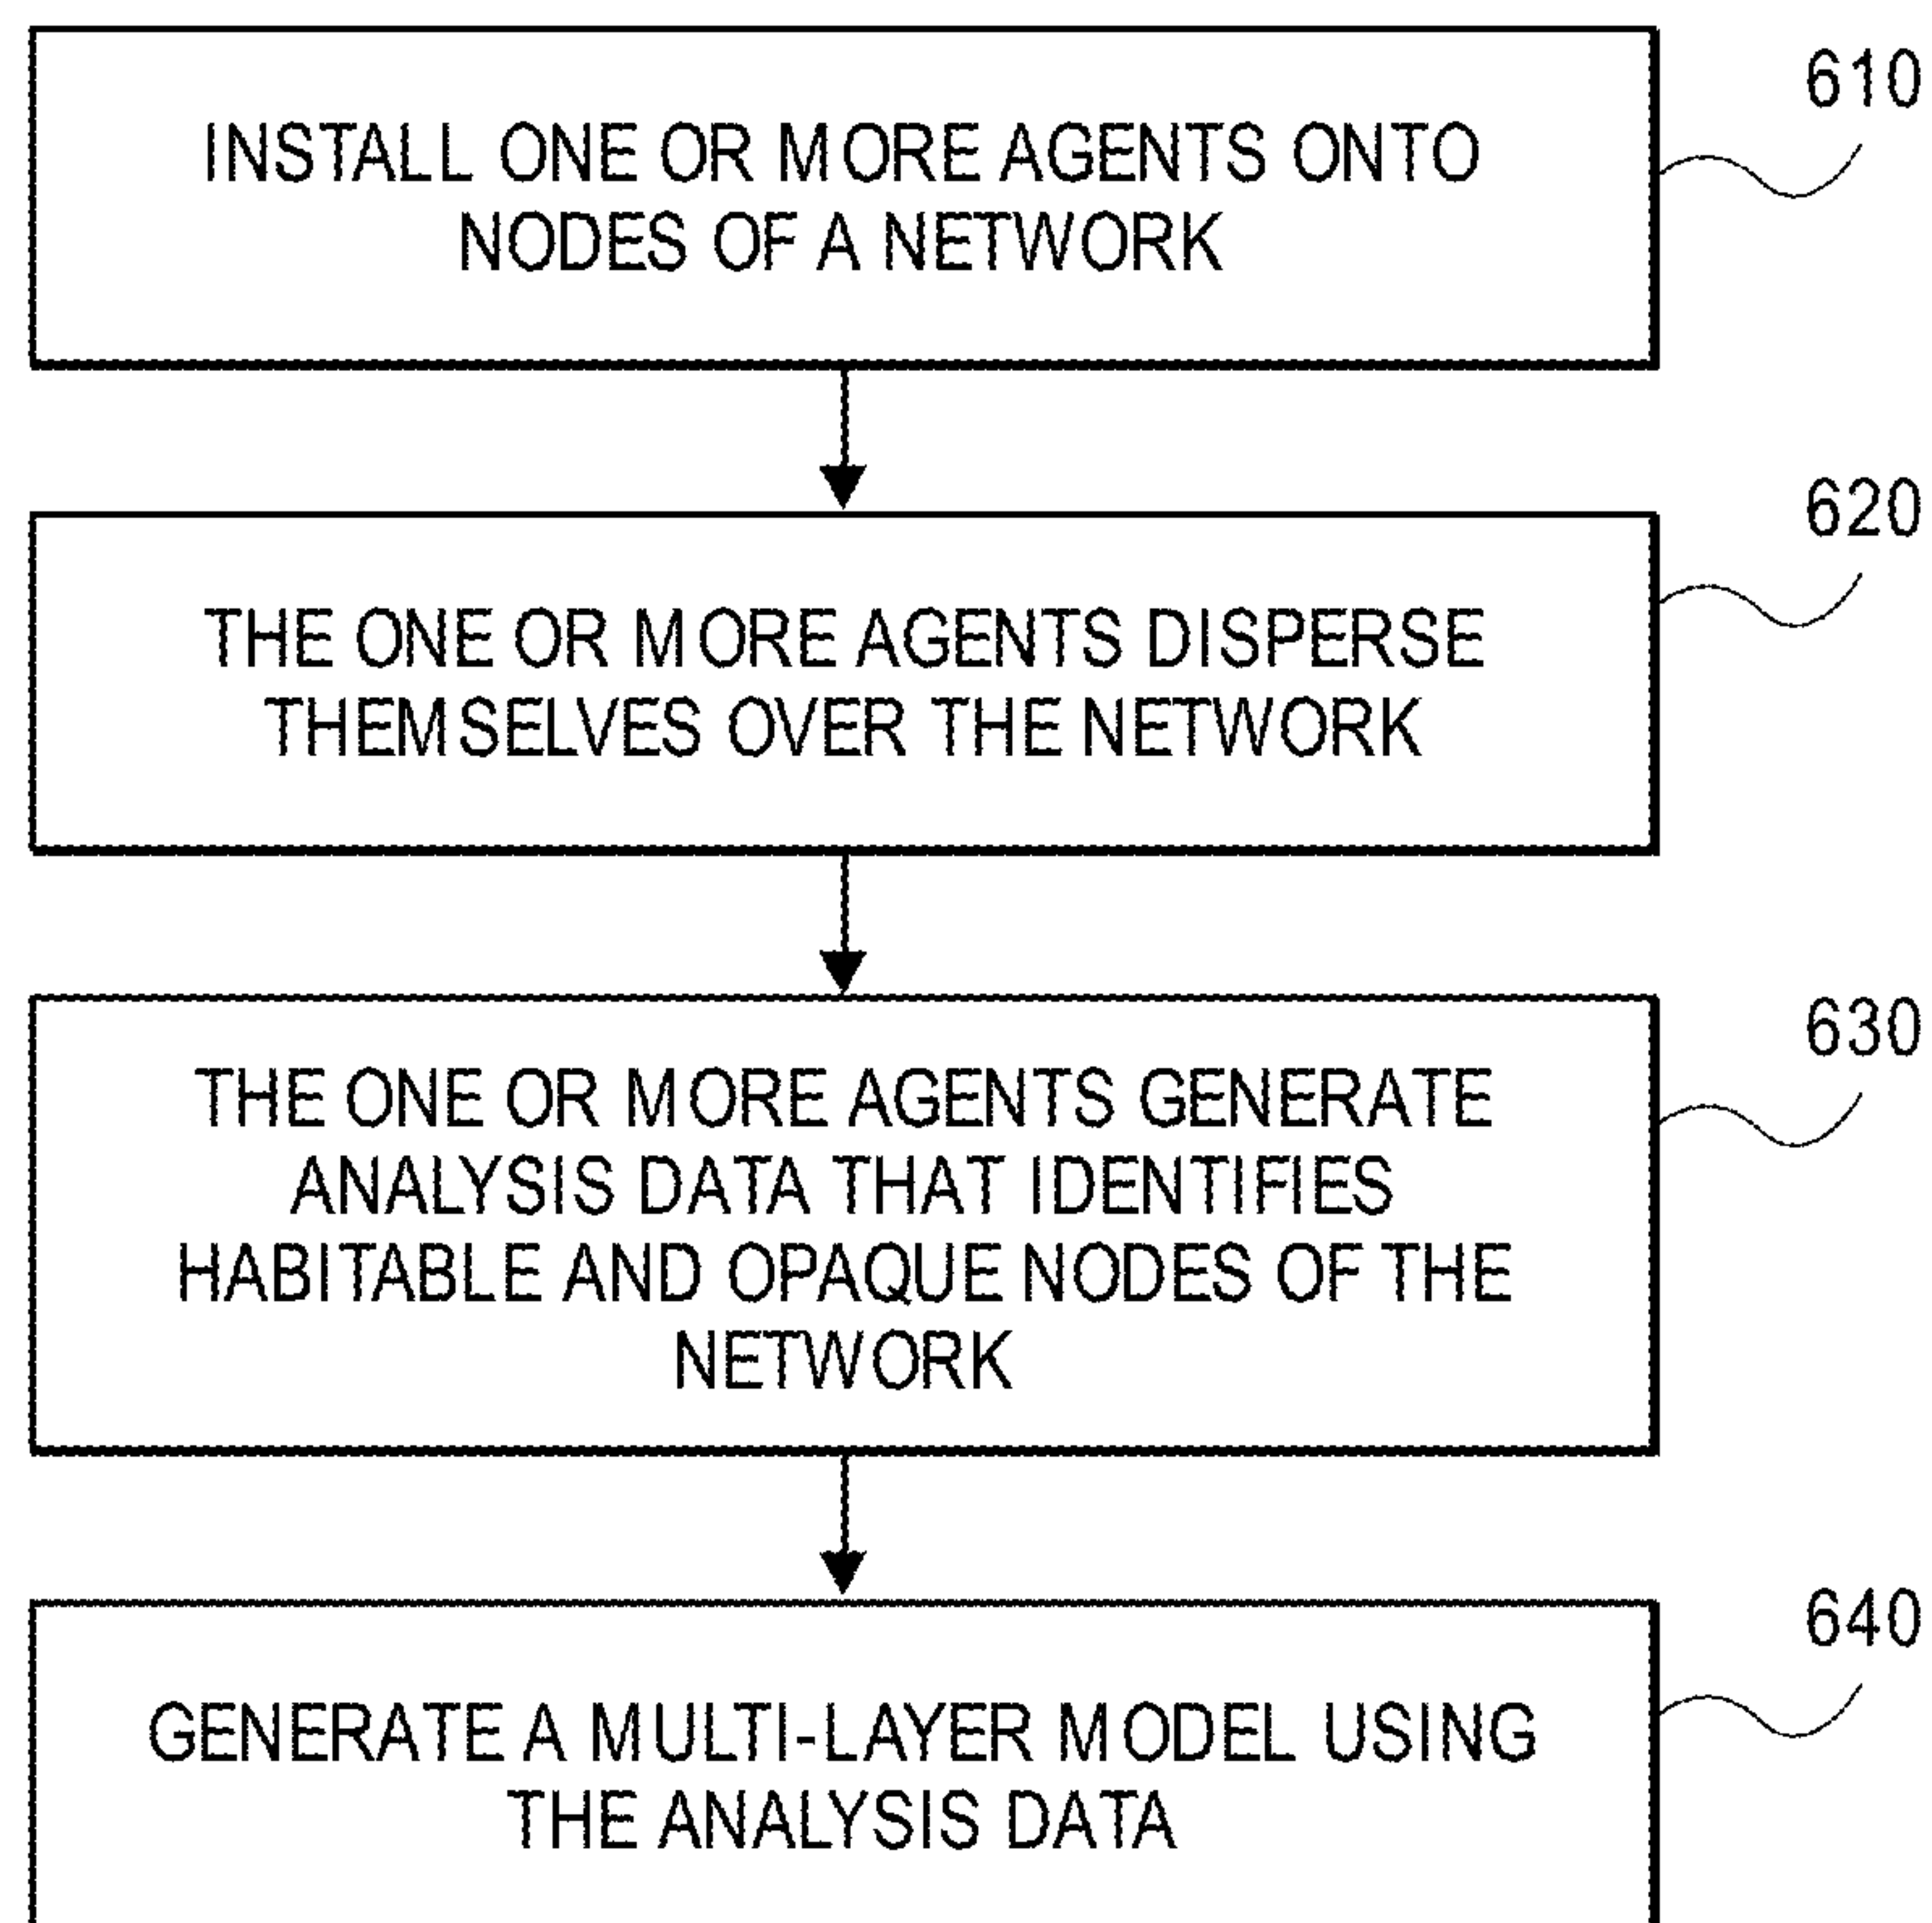 610
INSTALL ONE OR MORE AGENTS ONTO
NODES OF A NETWORK
620
THE ONE OR MORE AGENTS DISPERSE
THEMSELVES OVER THE NETWORK
630
THE ONE OR MORE AGENTS GENERATE
ANALYSIS DATA THAT IDENTIFIES
HABITABLE AND OPAQUE NODES OF THE
NETWORK
640
GENERATE A MULTI-LAYER MODEL USING
THE ANALYSIS DATA